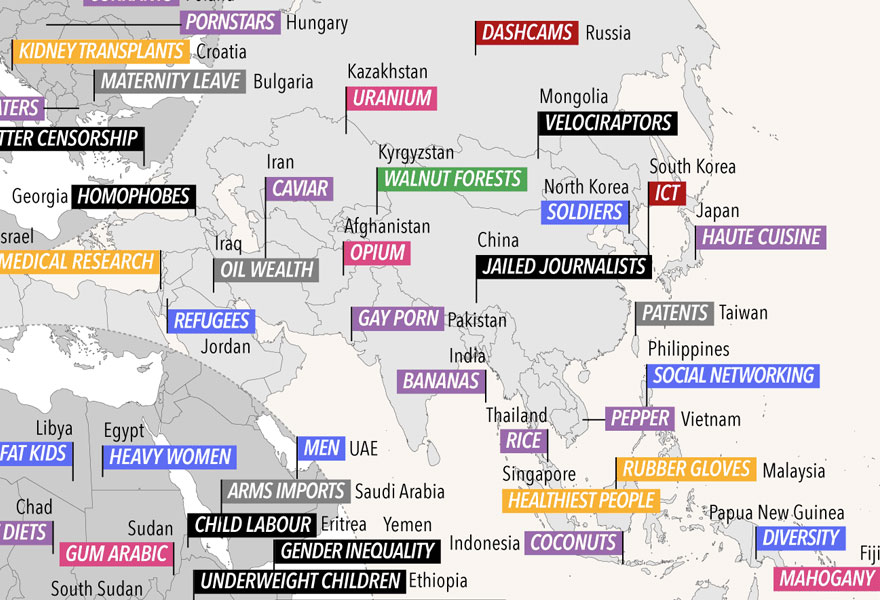 PORNSTARS Hungary
DASHCAMS Russia
KIDNEY TRANSPLANTS Croatia
MATERNITY LEAVE Bulgaria
Kazakhstan
URANIUM
Mongolia
VELOCIRAPTORS
TTER CENSORSHIP
ATERS
Kyrgyzstan
WALNUT FORESTS
Iran
CAVIAR
South Korea
ICT
North Korea
SOLDIERS
Georgia HOMOPHOBES
Japan
HAUTE CUISINE
Afghanistan
OPIUM
srael
MEDICAL RESEARCH
Iraq
OIL WEALTH
China
JAILED JOURNALISTS
REFUGEES
Jordan
GAY PORN Pakistan
PATENTS Taiwan
Philippines
SOCIAL NETWORKING
India
BANANAS
Thailand
RICE
PEPPER Vietnam
Libya
FAT KIDS
Egypt
HEAVY WOMEN
MEN UAE
RUBBER GLOVES Malaysia
Singapore
HEALTHIEST PEOPLE
ARMS IMPORTS Saudi Arabia
Chad
DIETS
Sudan
GUM ARABIC
CHILD LABOUR Eritrea
Yemen
GENDER INEQUALITY
Indonesia COCONUTS
Papua New Guinea
DIVERSITY
Fiji
MAHOGANY
South Sudan
UNDERWEIGHT CHILDREN Ethiopia